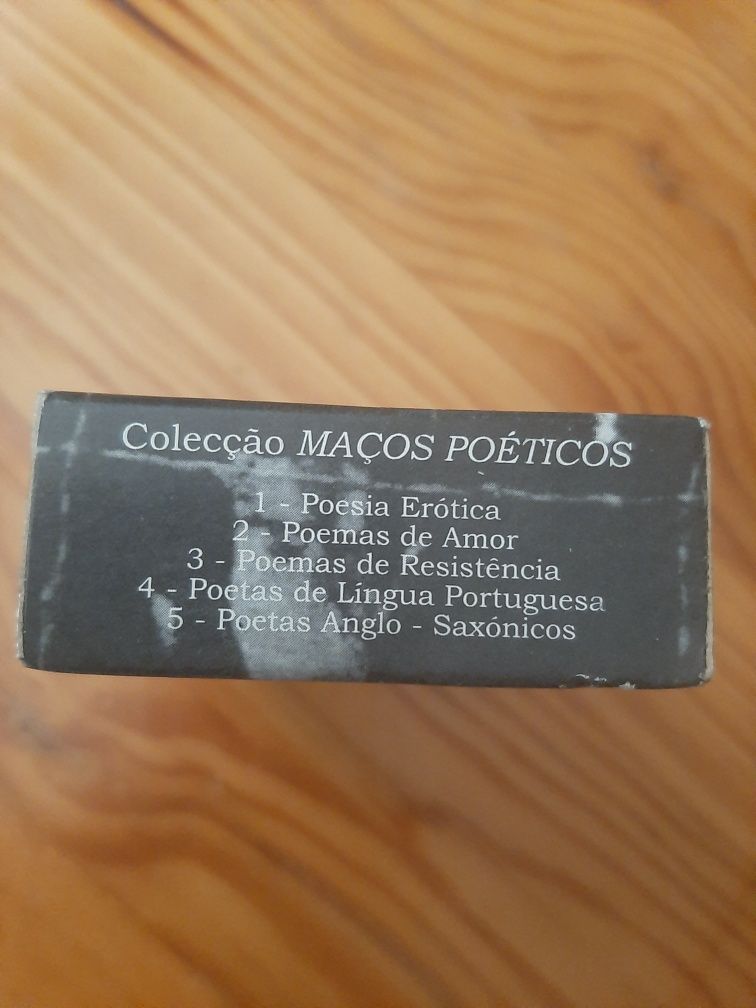 Colecção MAÇOS POÉTICOS
1 - Poesia Erótica
2 - Poemas de Amor
3 - Poemas de Resistência
4 - Poetas de Língua Portuguesa
5 - Poetas Anglo - Saxónicos